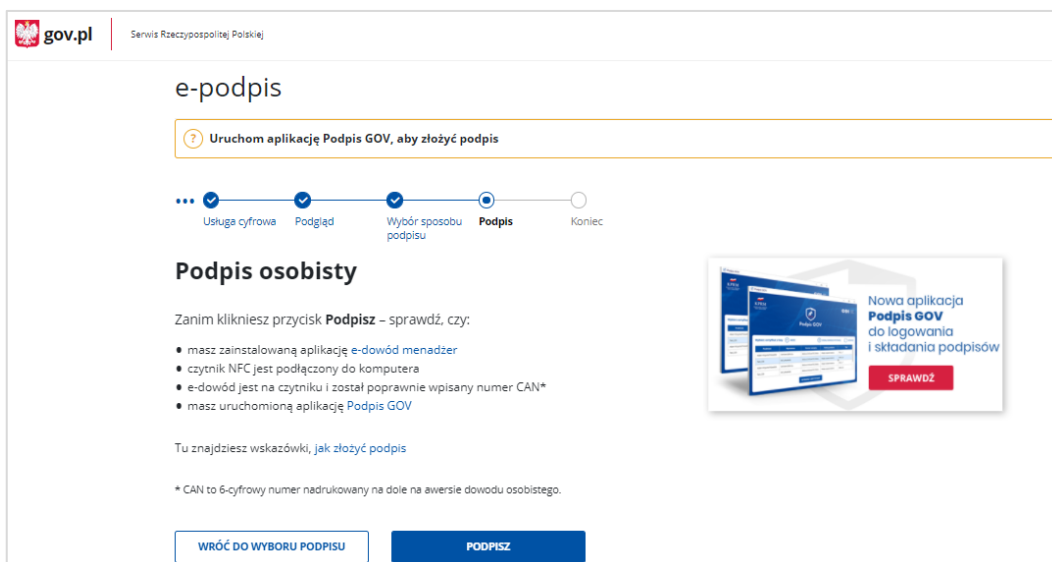 gov.pl
Serwis Rzeczypospolitej Polskiej
e-podpis
? Uruchom aplikację Podpis GOV, aby złożyć podpis
Usługa cyfrowa Podgląd Wybór sposobu Podpis Koniec
podpisu
Podpis osobisty
Zanim klikniesz przycisk Podpisz – sprawdź, czy:
● masz zainstalowaną aplikację e-dowód menadżer
● czytnik NFC jest podłączony do komputera
● e-dowód jest na czytniku i został poprawnie wpisany numer CAN*
● masz uruchomioną aplikację Podpis GOV
Tu znajdziesz wskazówki, jak złożyć podpis
* CAN to 6-cyfrowy numer nadrukowany na dole na awersie dowodu osobistego.
WRÓĆ DO WYBORU PODPISU PODPISZ
Podpis GOV
Nowa aplikacja
Podpis GOV
do logowania
i składania podpisów
SPRAWDŹ